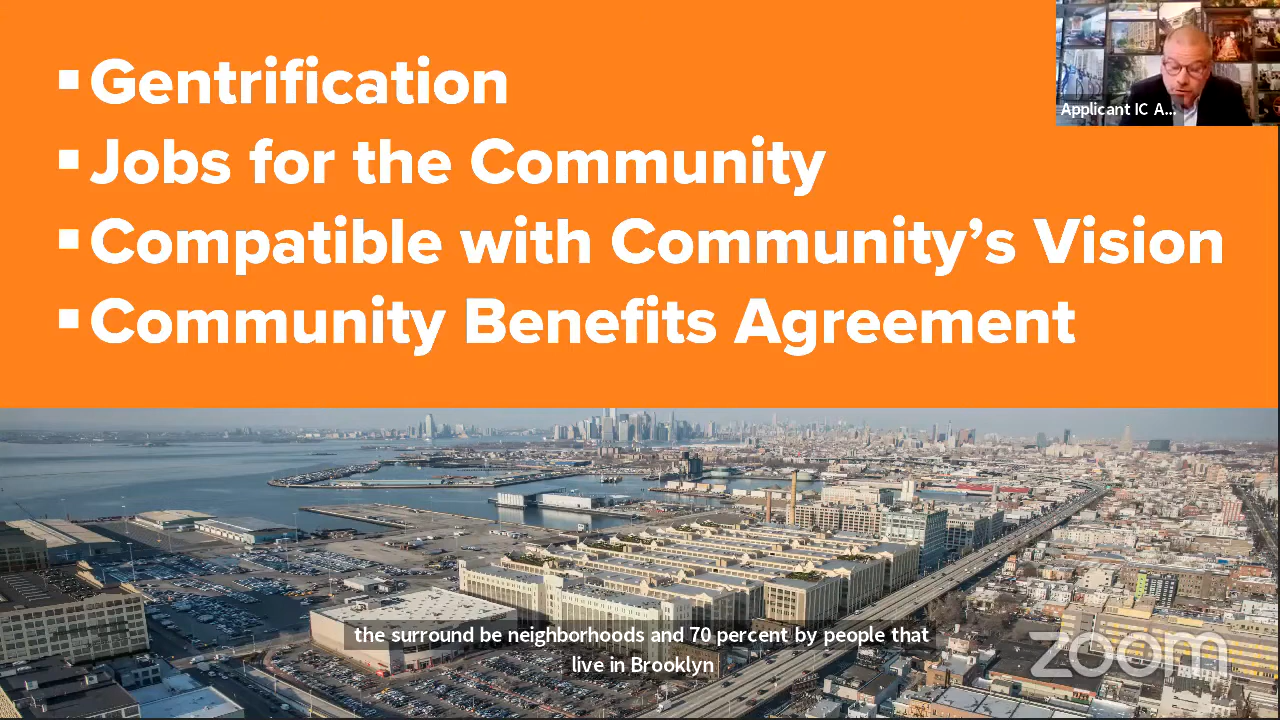 ▪ Gentrification
▪ Jobs for the Community
▪ Compatible with Community’s Vision
▪ Community Benefits Agreement
Applicant IC A...
the surround be neighborhoods and 70 percent by people that
live in Brooklyn
zoom